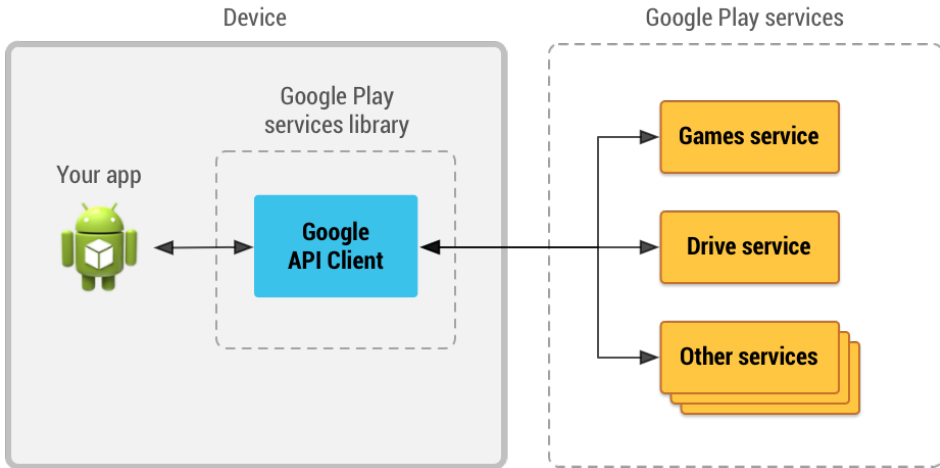 Device
Google Play services
Google Play
services library
Your app
Google
API Client
Games service
Drive service
Other services